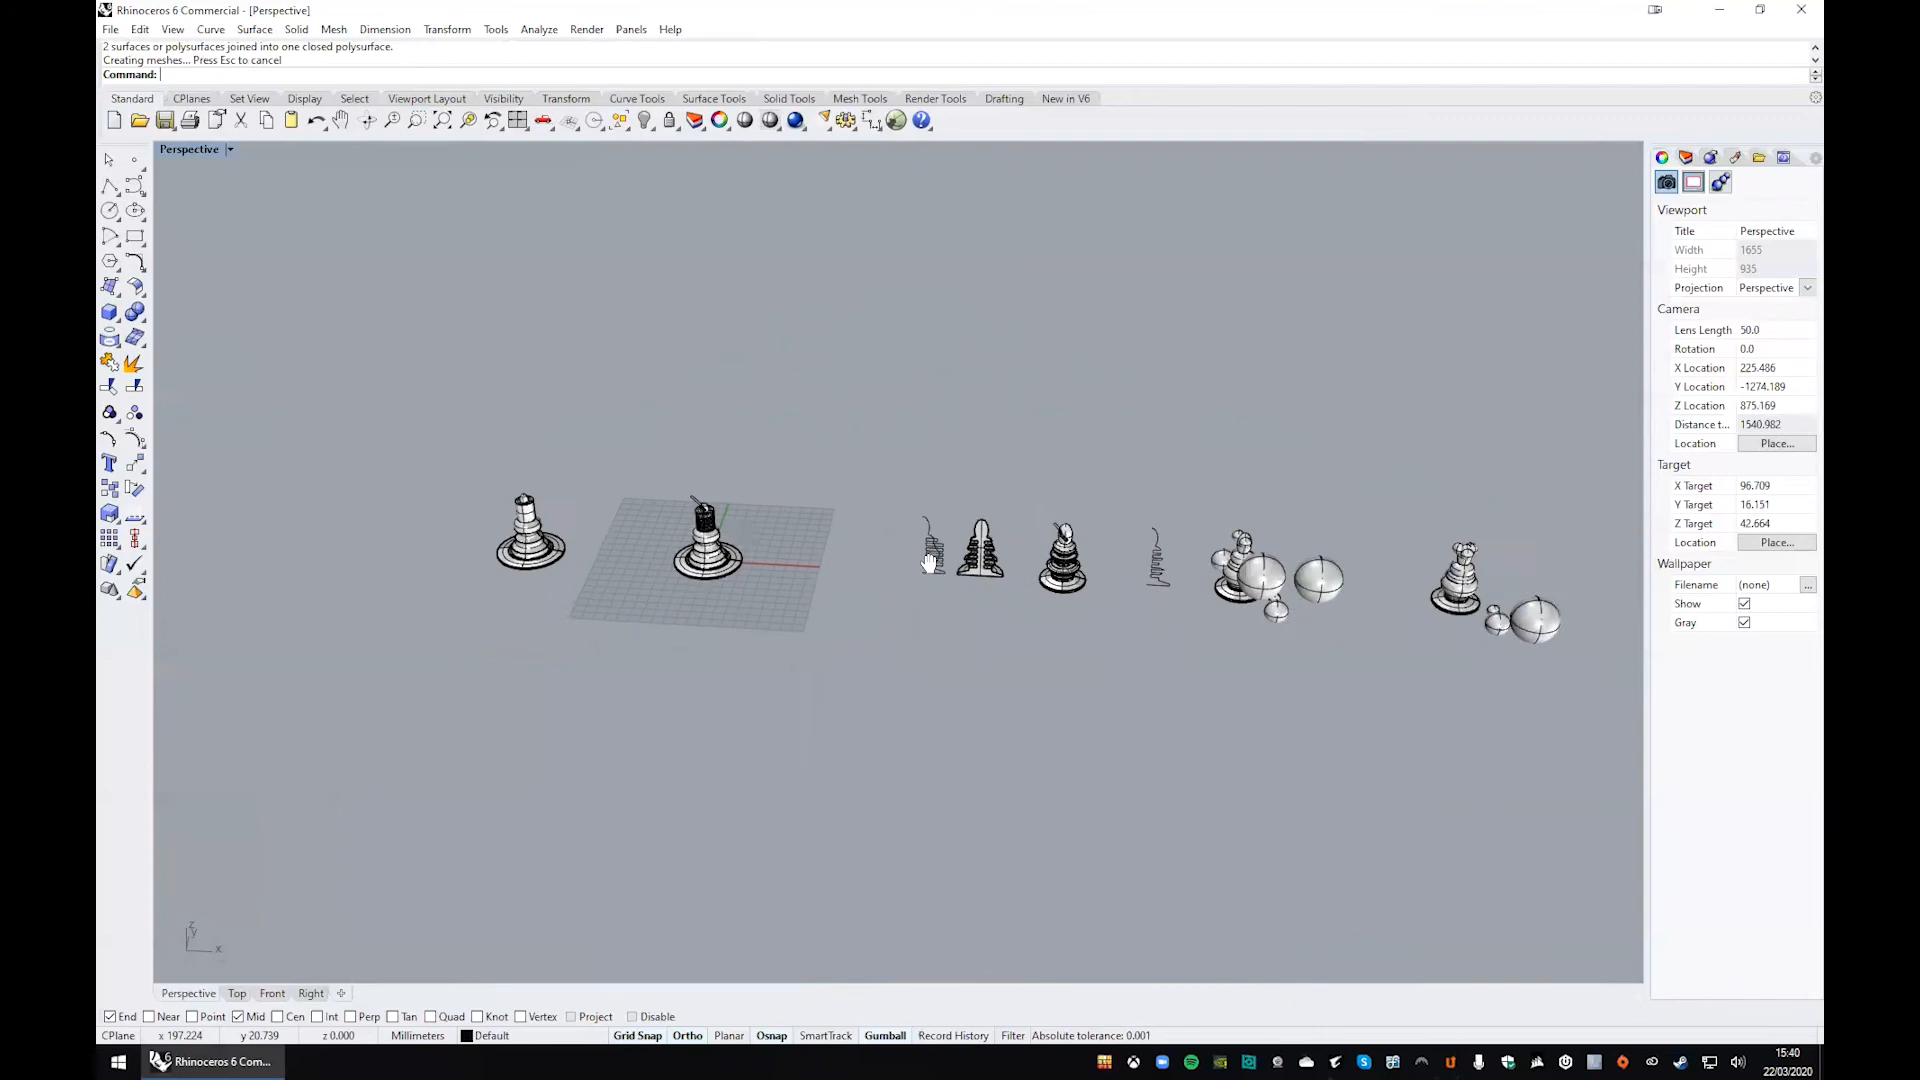 Rhinoceros 6 Commercial - [Perspective]
File Edit View Curve Surface Solid Mesh Dimension Transform Tools Analyze Render Panels Help
2 surfaces or polysurfaces joined into one closed polysurface.
Creating meshes... Press Esc to cancel
Command:
Standard CPlanes Set View Display Select Viewport Layout Visibility Transform Curve Tools Surface Tools Solid Tools Mesh Tools Render Tools Drafting New in V6
Perspective
Viewport
Title Perspective
Width 1655
Height 935
Projection Perspective
Camera
Lens Length 50.0
Rotation 0.0
X Location 225.486
Y Location -1274.189
Z Location 875.169
Distance t... 1540.982
Location Place...
Target
X Target 96.709
Y Target 16.151
Z Target 42.664
Location Place...
Wallpaper
Filename (none) ...
Show
Gray
z y x
Perspective Top Front Right
End Near Point Mid Cen Int Perp Tan Quad Knot Vertex Project Disable
CPlane x 197.224 y 20.739 z 0.000 Millimeters Default Grid Snap Ortho Planar Osnap SmartTrack Gumball Record History Filter Absolute tolerance: 0.001
Rhinoceros 6 Com...
15:40
22/03/2020